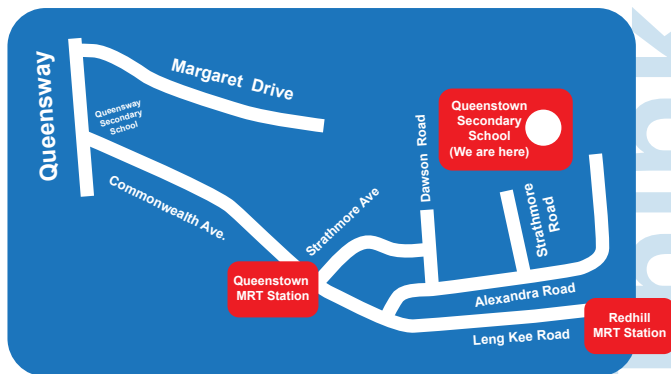 Queensway
Margaret Drive
Queensway
Secondary
School
Commonwealth Ave.
Queenstown
Secondary
School
(We are here)
Dawson Road
Strathmore Ave
Strathmore
Road
Queenstown
MRT Station
Alexandra Road
Leng Kee Road
Redhill
MRT Station